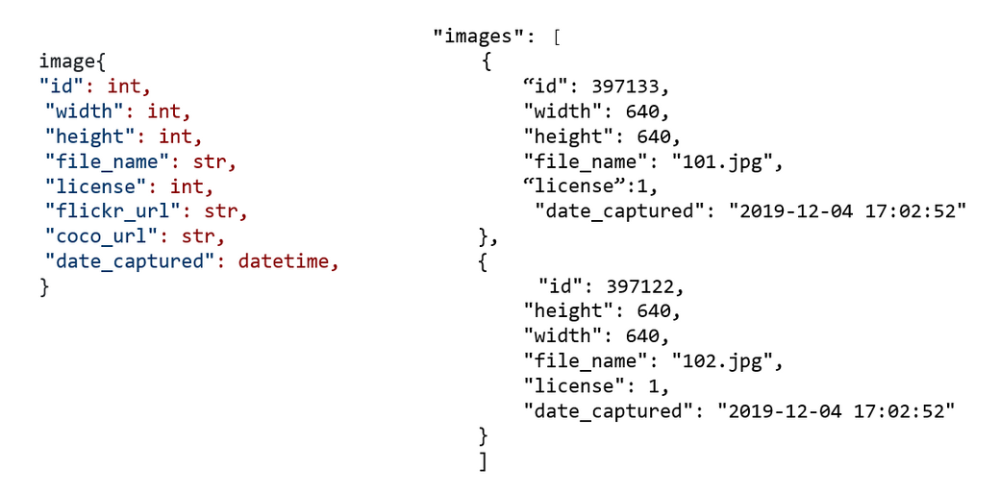 image{
"id": int,
"width": int,
"height": int,
"file_name": str,
"license": int,
"flickr_url": str,
"coco_url": str,
"date_captured": datetime,
}
"images": [
{
“id": 397133,
"width": 640,
"height": 640,
"file_name": "101.jpg",
“license”:1,
"date_captured": "2019-12-04 17:02:52"
},
{
"id": 397122,
"height": 640,
"width": 640,
"file_name": "102.jpg",
"license": 1,
"date_captured": "2019-12-04 17:02:52"
}
]